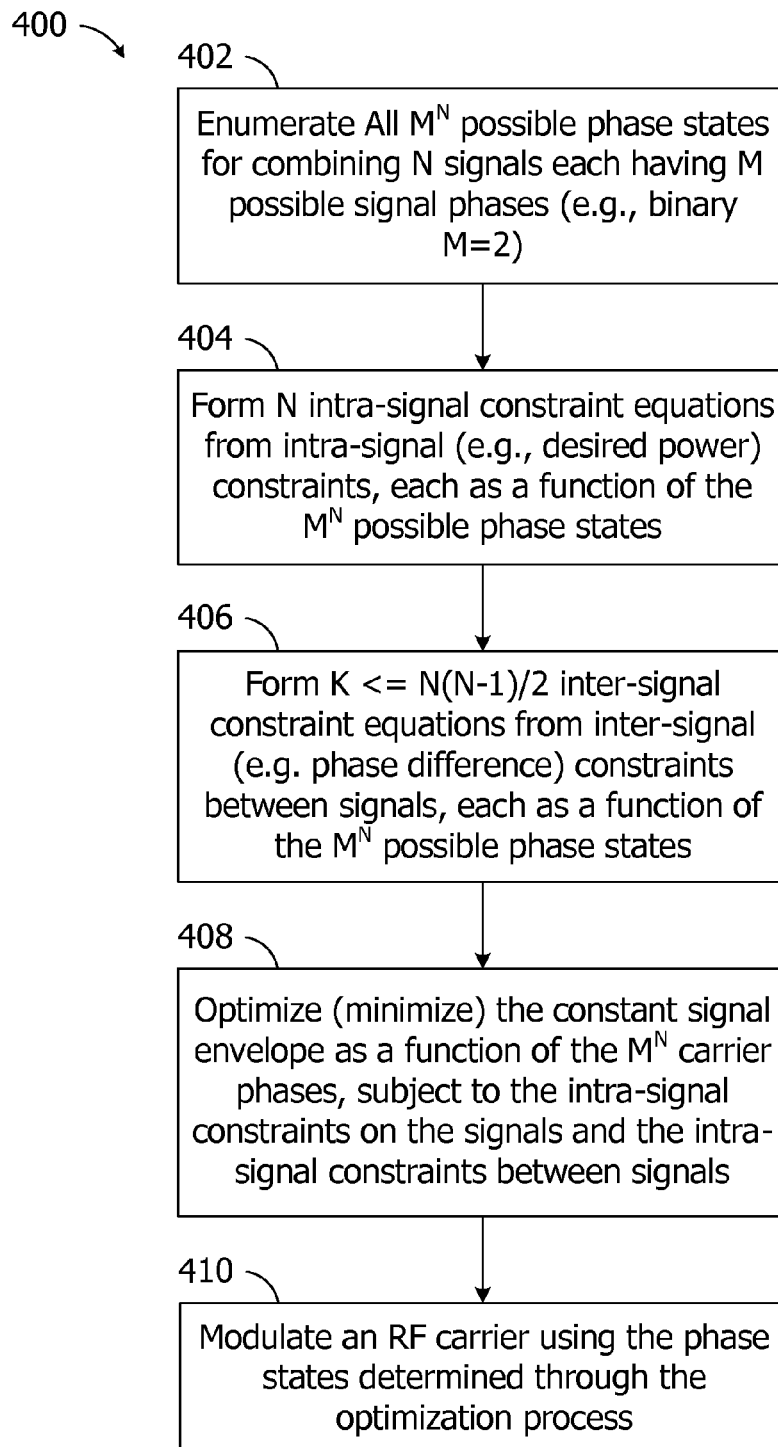 400
402
Enumerate All M^N possible phase states
for combining N signals each having M
possible signal phases (e.g., binary
M=2)
404
Form N intra-signal constraint equations
from intra-signal (e.g., desired power)
constraints, each as a function of the
M^N possible phase states
406
Form K <= N(N-1)/2 inter-signal
constraint equations from inter-signal
(e.g. phase difference) constraints
between signals, each as a function of
the M^N possible phase states
408
Optimize (minimize) the constant signal
envelope as a function of the M^N carrier
phases, subject to the intra-signal
constraints on the signals and the intra-
signal constraints between signals
410
Modulate an RF carrier using the phase
states determined through the
optimization process